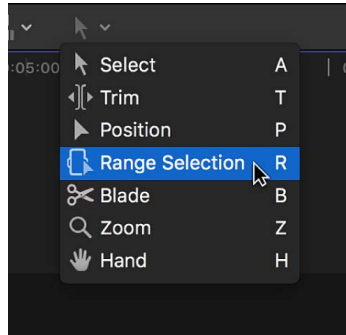 :05:00
Select A
Trim T
Position P
Range Selection R
Blade B
Zoom Z
Hand H